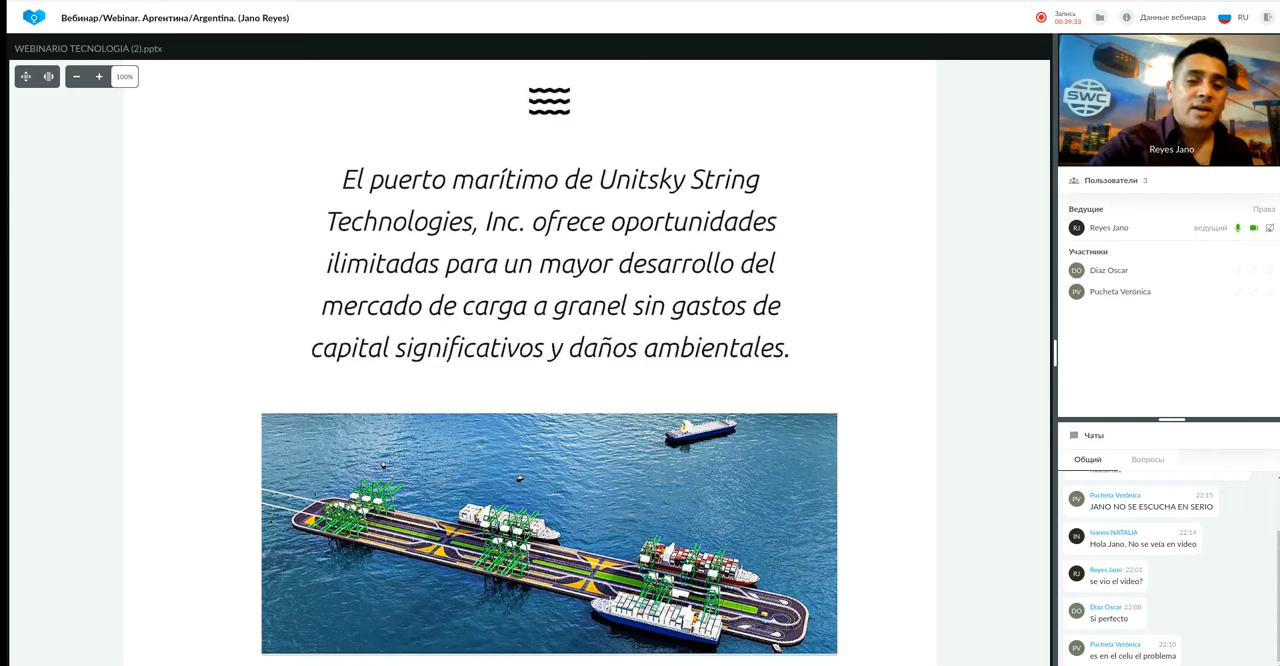 Вебинар/Webinar. Аргентина/Argentina. (Jano Reyes)
Запись
00:39:33
Данные вебинара
RU
WEBINARIO TECNOLOGIA (2).pptx
100%
El puerto marítimo de Unitsky String
Technologies, Inc. ofrece oportunidades
ilimitadas para un mayor desarrollo del
mercado de carga a granel sin gastos de
capital significativos y daños ambientales.
SWC
Reyes Jano
Пользователи 3
Ведущие Права
RJ Reyes Jano ведущий
Участники
DO Diaz Oscar
PV Pucheta Verónica
Чаты
Общий Вопросы
PV Pucheta Verónica 22:15
JANO NO SE ESCUCHA EN SERIO
IN Ivanov NATALIA 22:14
Hola Jano. No se veía en video
RJ Reyes Jano 22:01
se vio el video?
DO Diaz Oscar 22:08
Si perfecto
PV Pucheta Verónica 22:10
es en el celu el problema